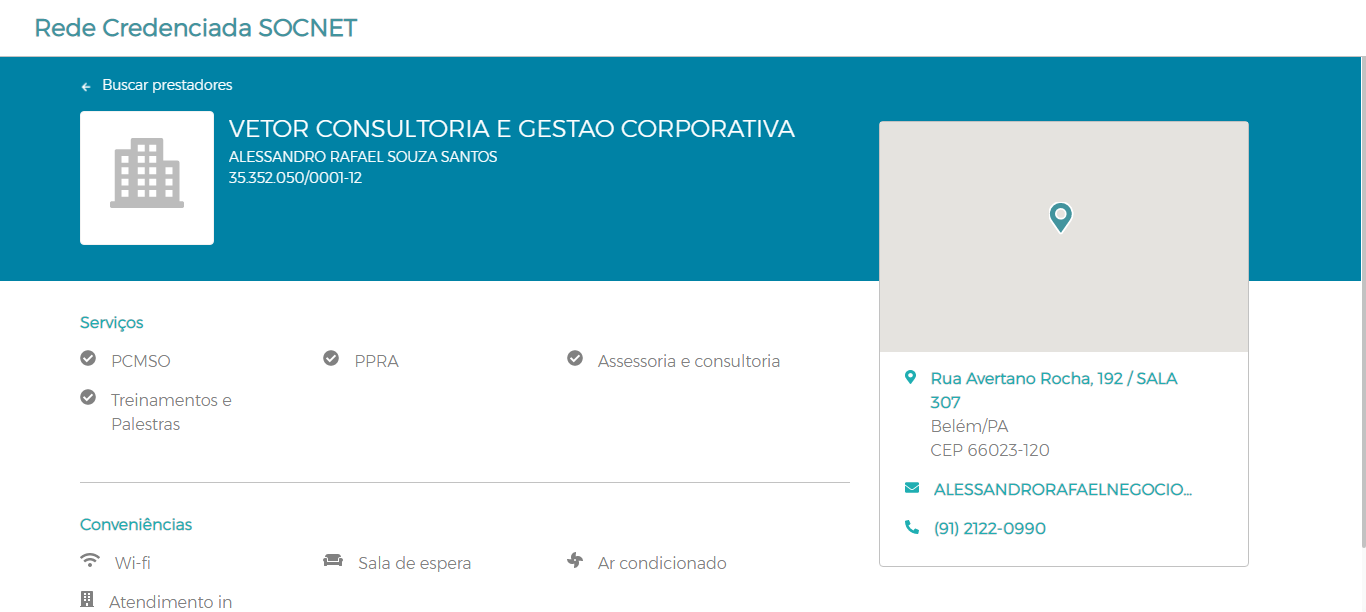 Rede Credenciada SOCNET
Buscar prestadores
VETOR CONSULTORIA E GESTAO CORPORATIVA
ALESSANDRO RAFAEL SOUZA SANTOS
35.352.050/0001-12
Serviços
PCMSO
PPRA
Assessoria e consultoria
Treinamentos e
Palestras
Conveniências
Wi-fi
Sala de espera
Ar condicionado
Atendimento in
Rua Avertano Rocha, 192 / SALA
307
Belém/PA
CEP 66023-120
ALESSANDRORAFAELNEGOCIO...
(91) 2122-0990